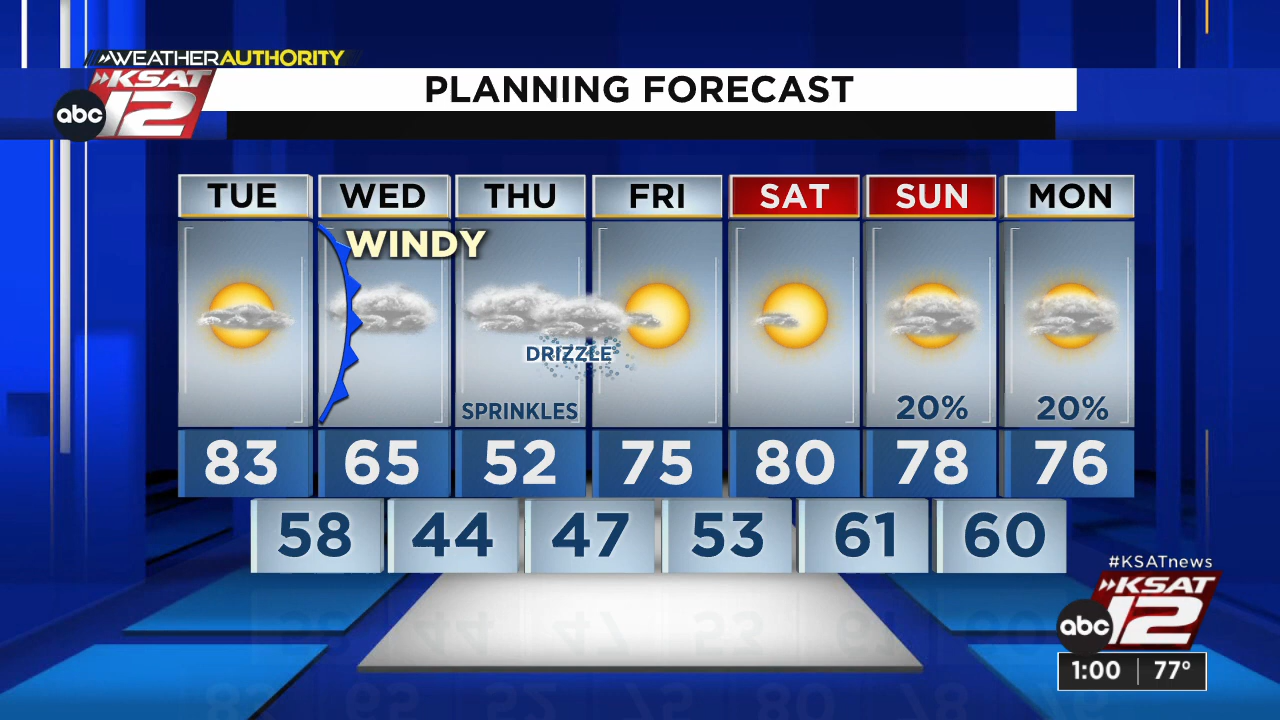 WEATHERAUTHORITY
KSAT
abc 12
PLANNING FORECAST
TUE WED THU FRI SAT SUN MON
WINDY
DRIZZLE
SPRINKLES 20% 20%
83 65 52 75 80 78 76
58 44 47 53 61 60
#KSATnews
KSAT
abc 12
1:00 77°